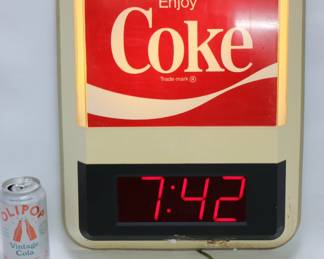 Enjoy
Coke
Trade-mark ®
7:42
OLIPOP
Vintage
Cola